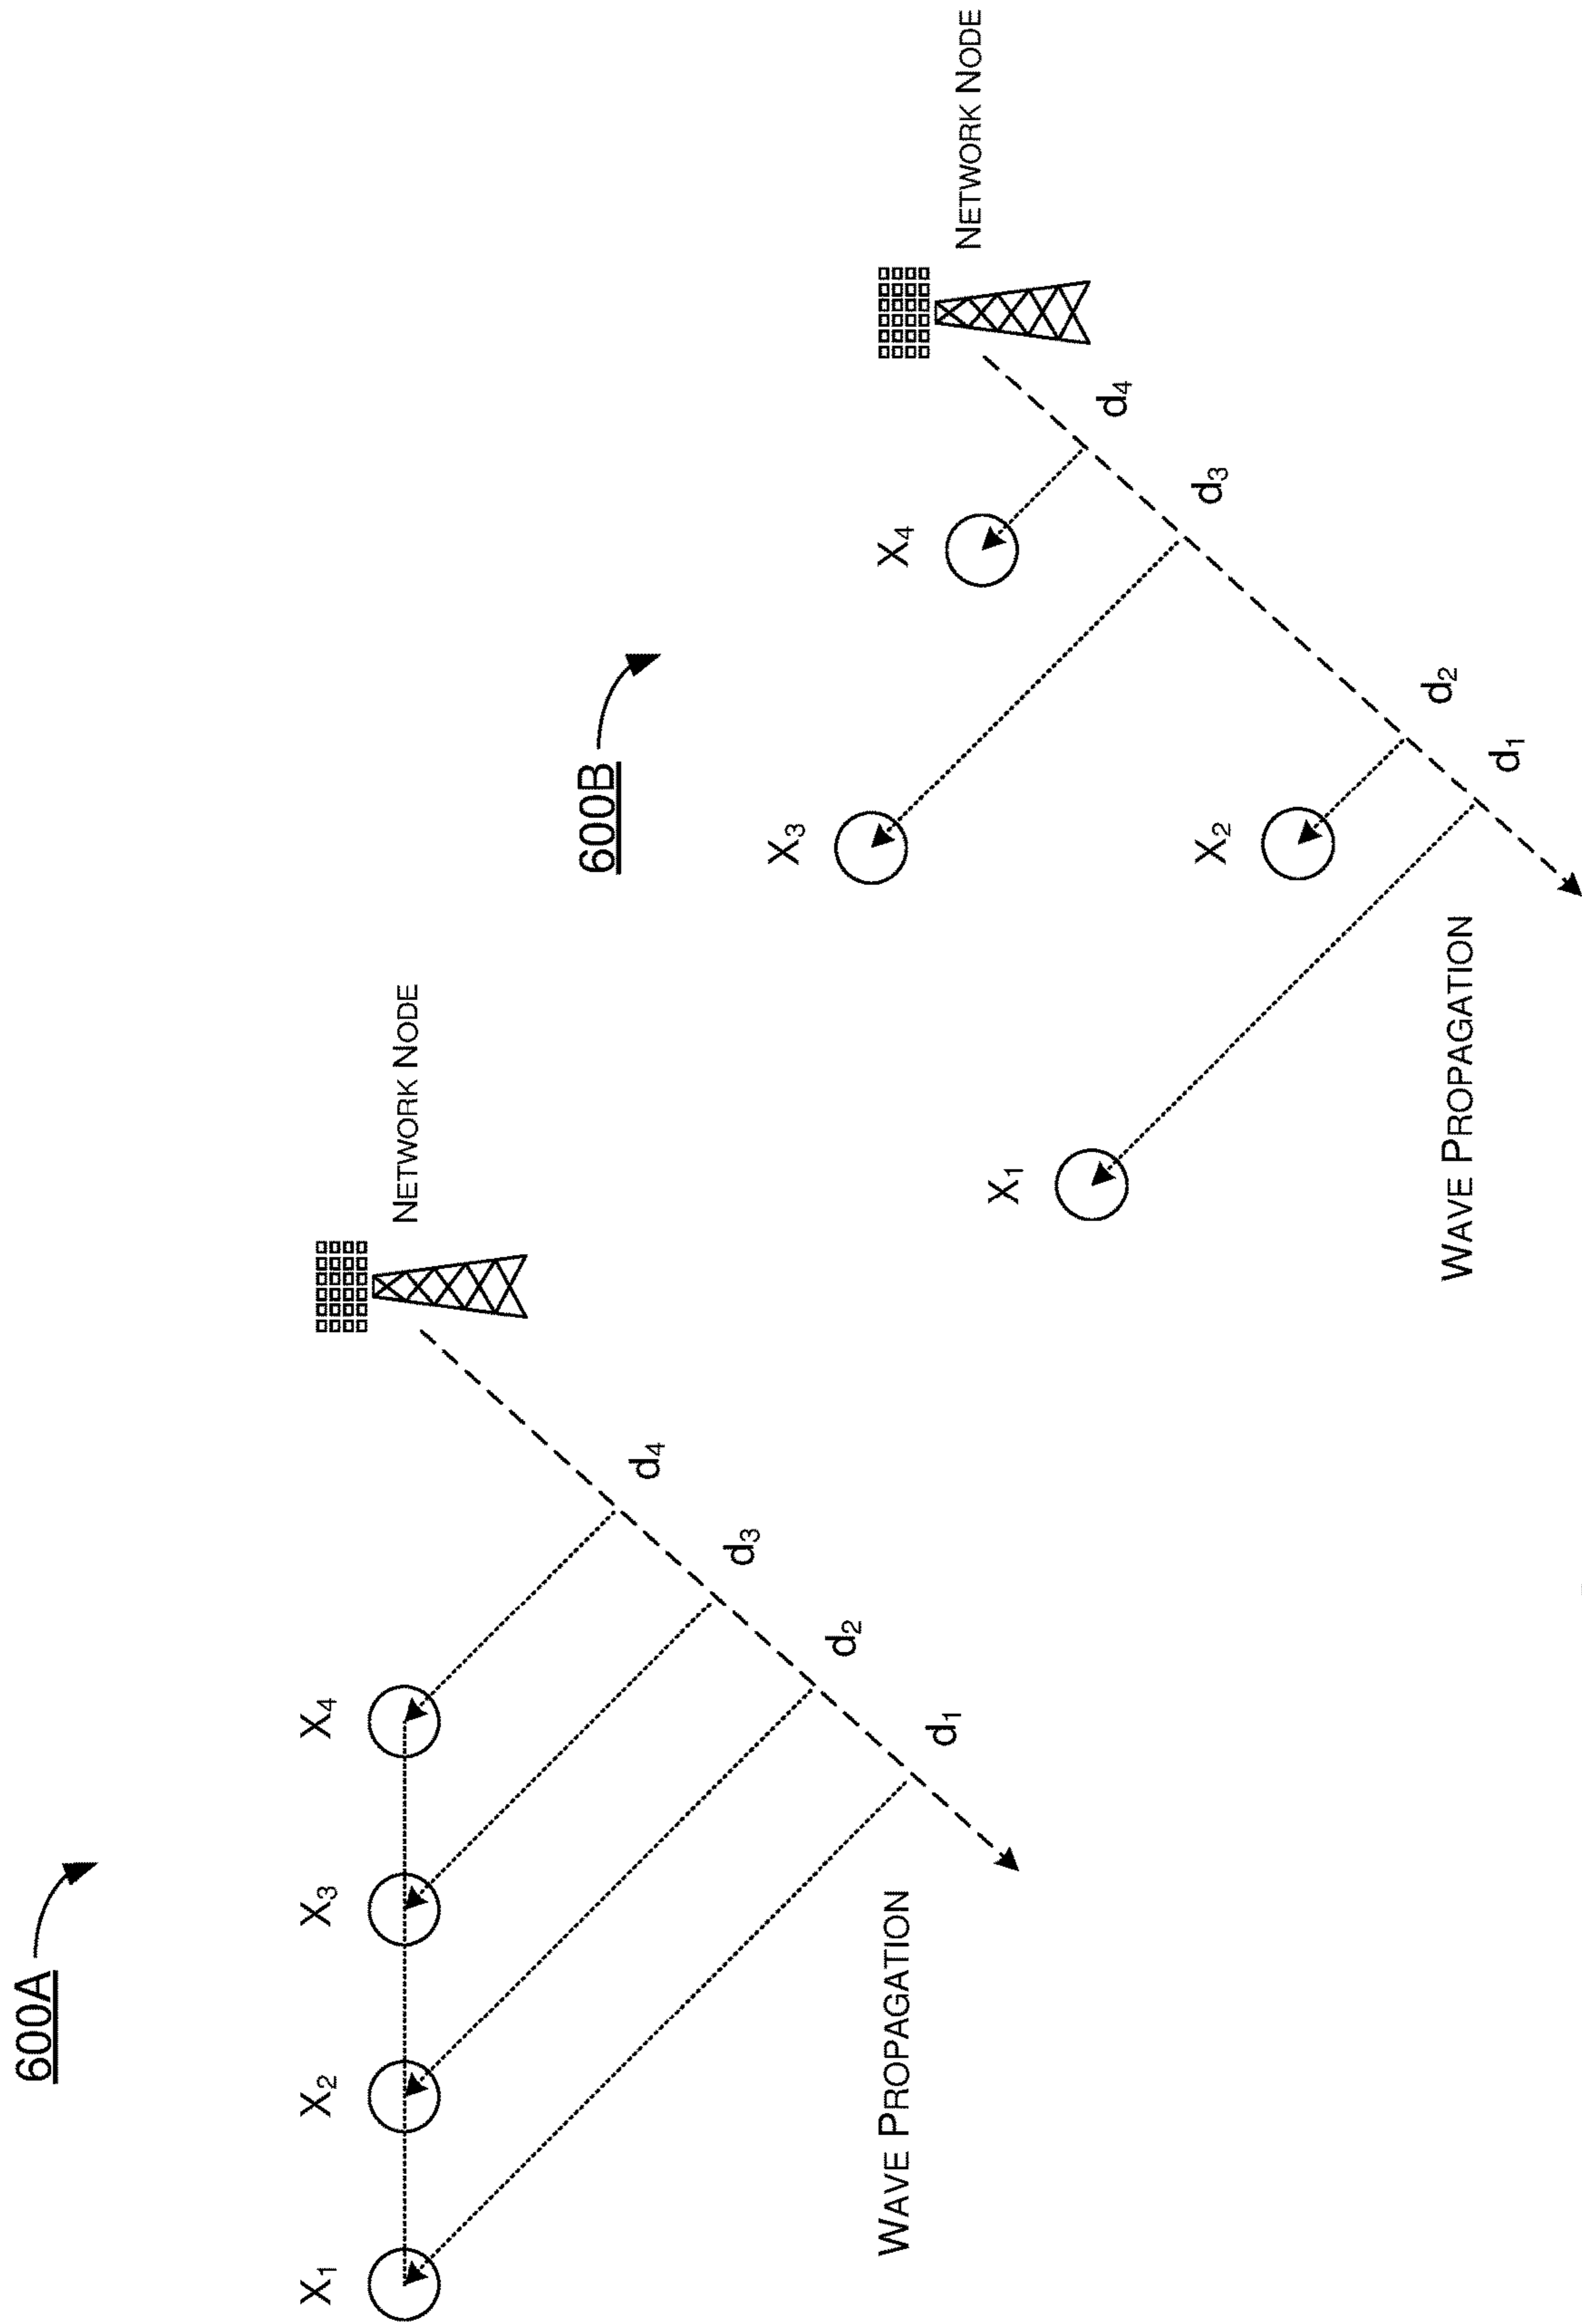 600A
X₁
X₂
X₃
X₄
NETWORK NODE
d₄
d₃
d₂
d₁
WAVE PROPAGATION
600B
X₃
X₄
NETWORK NODE
X₁
X₂
d₄
d₃
d₂
d₁
WAVE PROPAGATION